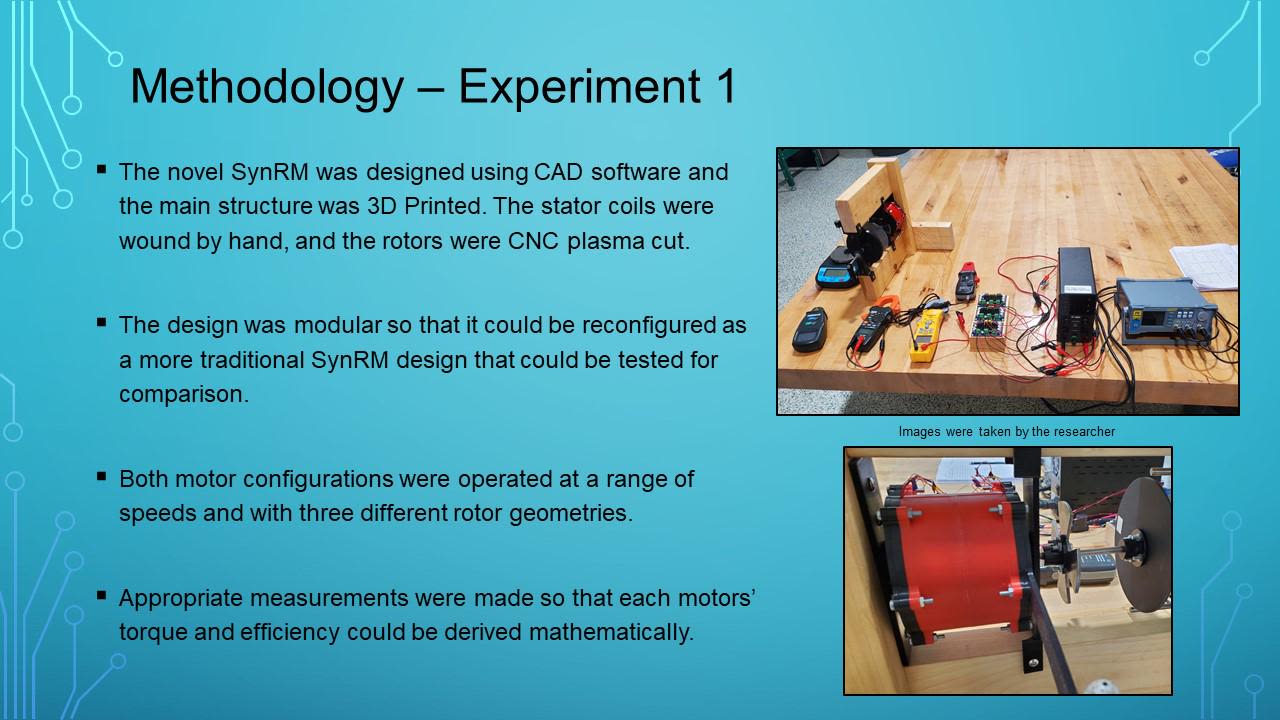 Methodology – Experiment 1
▪ The novel SynRM was designed using CAD software and
the main structure was 3D Printed. The stator coils were
wound by hand, and the rotors were CNC plasma cut.
▪ The design was modular so that it could be reconfigured as
a more traditional SynRM design that could be tested for
comparison.
▪ Both motor configurations were operated at a range of
speeds and with three different rotor geometries.
▪ Appropriate measurements were made so that each motors’
torque and efficiency could be derived mathematically.
Images were taken by the researcher